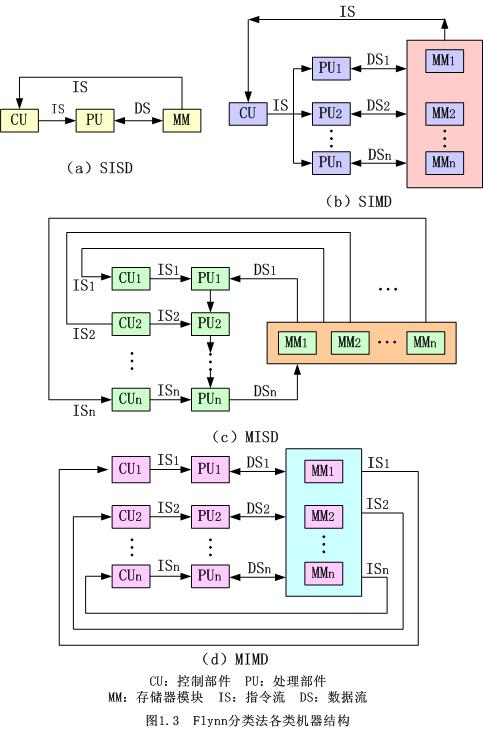 IS
IS
DS
CU
PU
MM
(a) SISD
IS
CU
IS
PU1
DS1
MM1
PU2
DS2
MM2
PUn
DSn
MMn
(b) SIMD
IS1
CU1
IS1
PU1
DS1
IS2
CU2
IS2
PU2
MM1
MM2
MMn
ISn
CUn
ISn
PUn
DSn
(c) MISD
CU1
IS1
PU1
DS1
MM1
IS1
CU2
IS2
PU2
DS2
MM2
IS2
CUn
ISn
PUn
DSn
MMn
ISn
(d) MIMD
CU: 控制部件 PU: 处理部件
MM: 存储器模块 IS: 指令流 DS: 数据流
图1.3 Flynn分类法各类机器结构